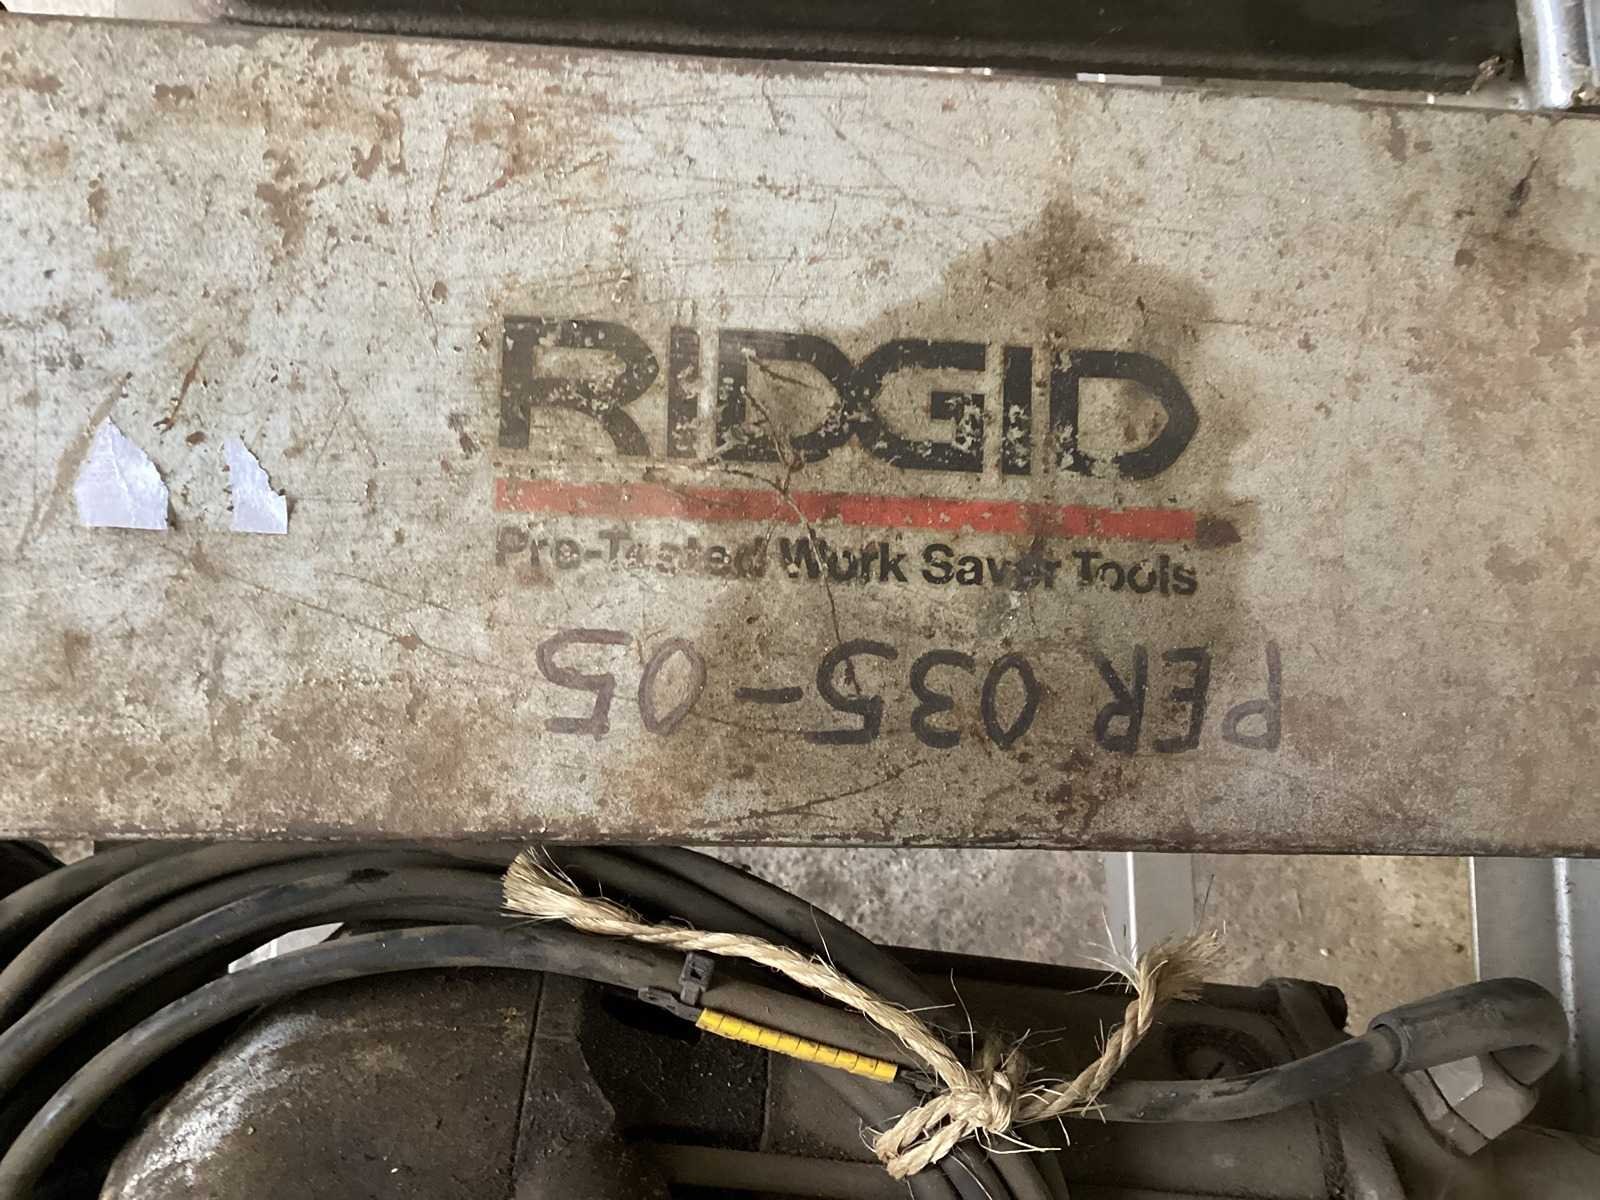 RIDGID
Pre-Tested Work Saver Tools
PER 035-05